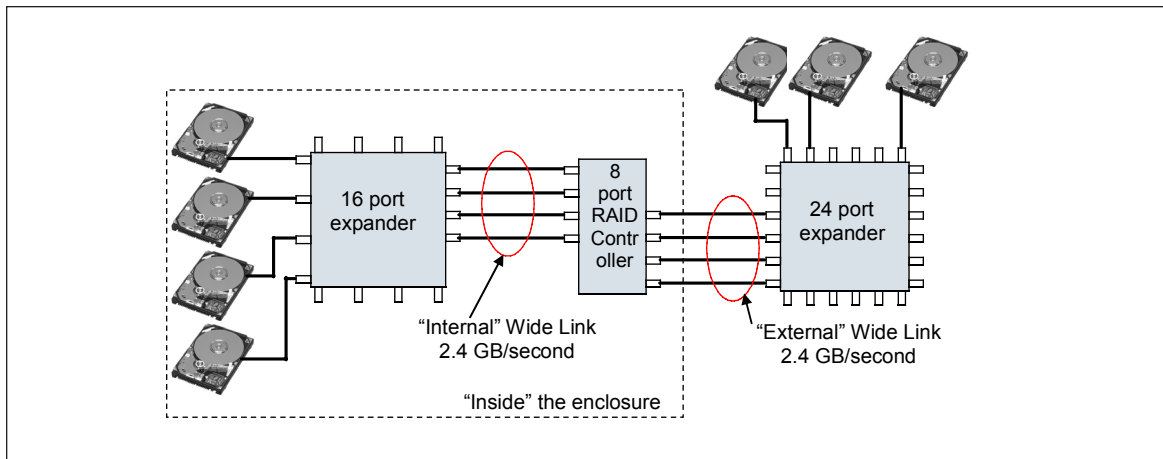 16 port
expander
8
port
RAID
Contr
oller
24 port
expander
“Internal” Wide Link
2.4 GB/second
“External” Wide Link
2.4 GB/second
“Inside” the enclosure